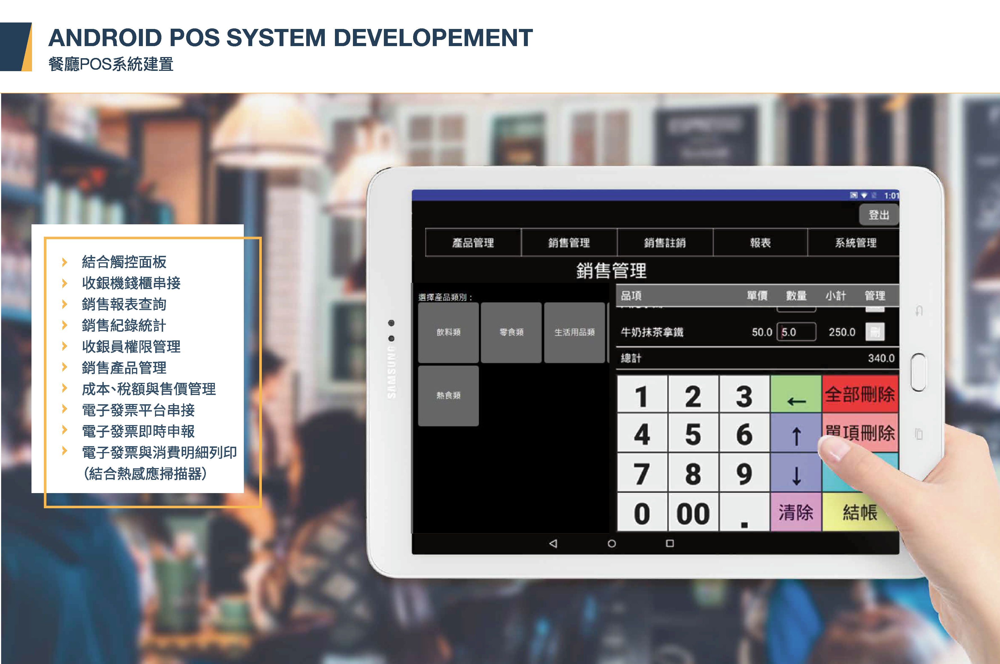 ANDROID POS SYSTEM DEVELOPEMENT
餐廳POS系統建置
結合觸控面板
收銀機錢櫃串接
銷售報表查詢
銷售紀錄統計
收銀員權限管理
銷售產品管理
成本、稅額與售價管理
電子發票平台串接
電子發票即時申報
電子發票與消費明細列印
(結合熱感應掃描器)
SAMSUNG
1:01
登出
產品管理 銷售管理 銷售註銷 報表 系統管理
銷售管理
選擇產品類別：
飲料類 零食類 生活用品類
熱食類
品項 單價 數量 小計 管理
牛奶抹茶拿鐵 50.0 5.0 250.0 刪
總計 340.0
1 2 3 ← 全部刪除
4 5 6 ↑ 單項刪除
7 8 9 ↓
0 00 . 清除 結帳